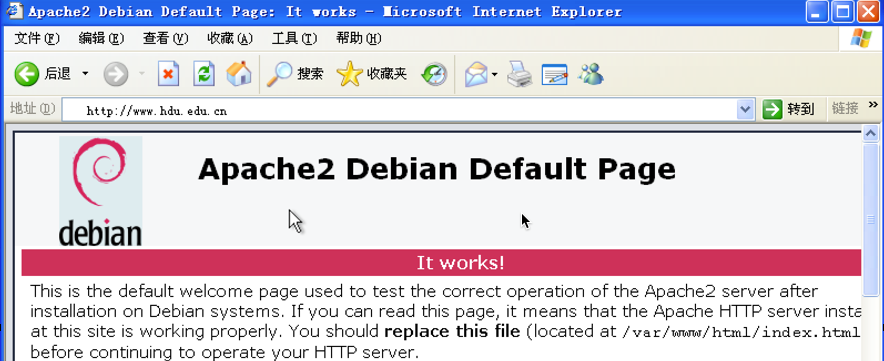 Apache2 Debian Default Page: It works - Microsoft Internet Explorer
文件(F) 编辑(E) 查看(V) 收藏(A) 工具(T) 帮助(H)
后退 搜索 收藏夹
地址(D) http://www.hdu.edu.cn 转到 链接 »
Apache2 Debian Default Page
debian
It works!
This is the default welcome page used to test the correct operation of the Apache2 server after
installation on Debian systems. If you can read this page, it means that the Apache HTTP server insta
at this site is working properly. You should replace this file (located at /var/www/html/index.html
before continuing to operate your HTTP server.